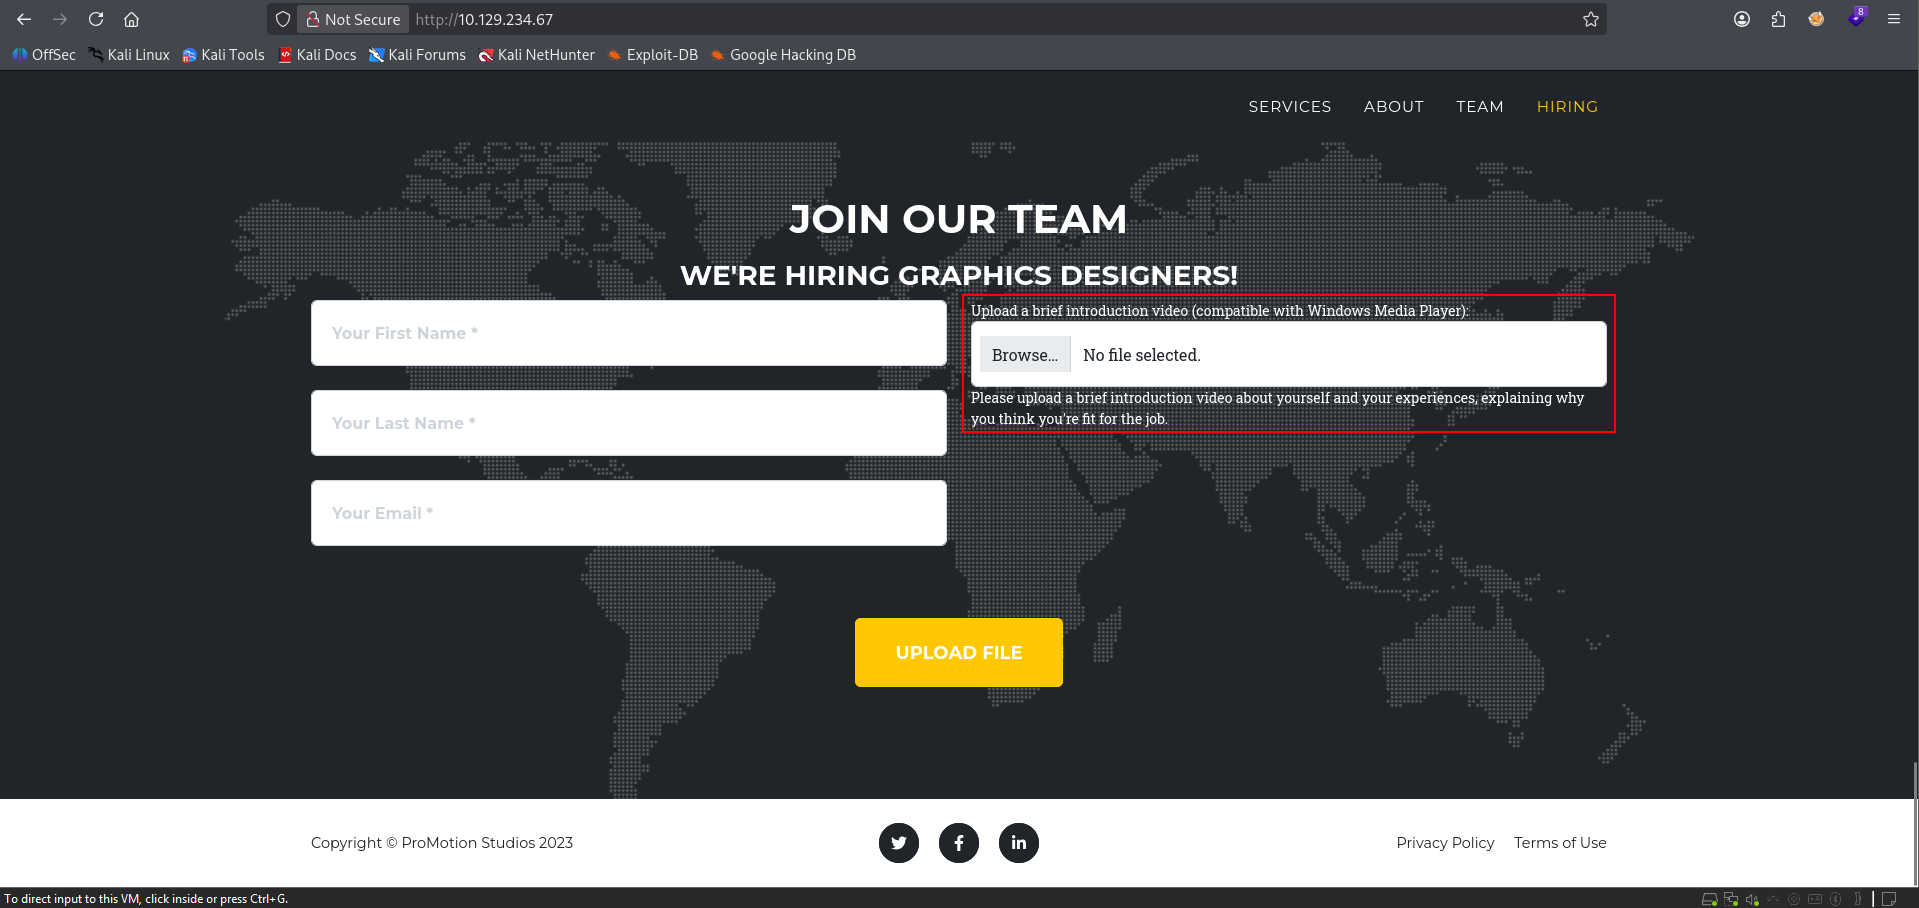 Not Secure http://10.129.234.67
8
OffSec Kali Linux Kali Tools Kali Docs Kali Forums Kali NetHunter Exploit-DB Google Hacking DB
SERVICES ABOUT TEAM HIRING
JOIN OUR TEAM
WE'RE HIRING GRAPHICS DESIGNERS!
Your First Name *
Your Last Name *
Your Email *
Upload a brief introduction video (compatible with Windows Media Player):
Browse... No file selected.
Please upload a brief introduction video about yourself and your experiences, explaining why
you think you're fit for the job.
UPLOAD FILE
Copyright © ProMotion Studios 2023
Privacy Policy Terms of Use
To direct input to this VM, click inside or press Ctrl+G.